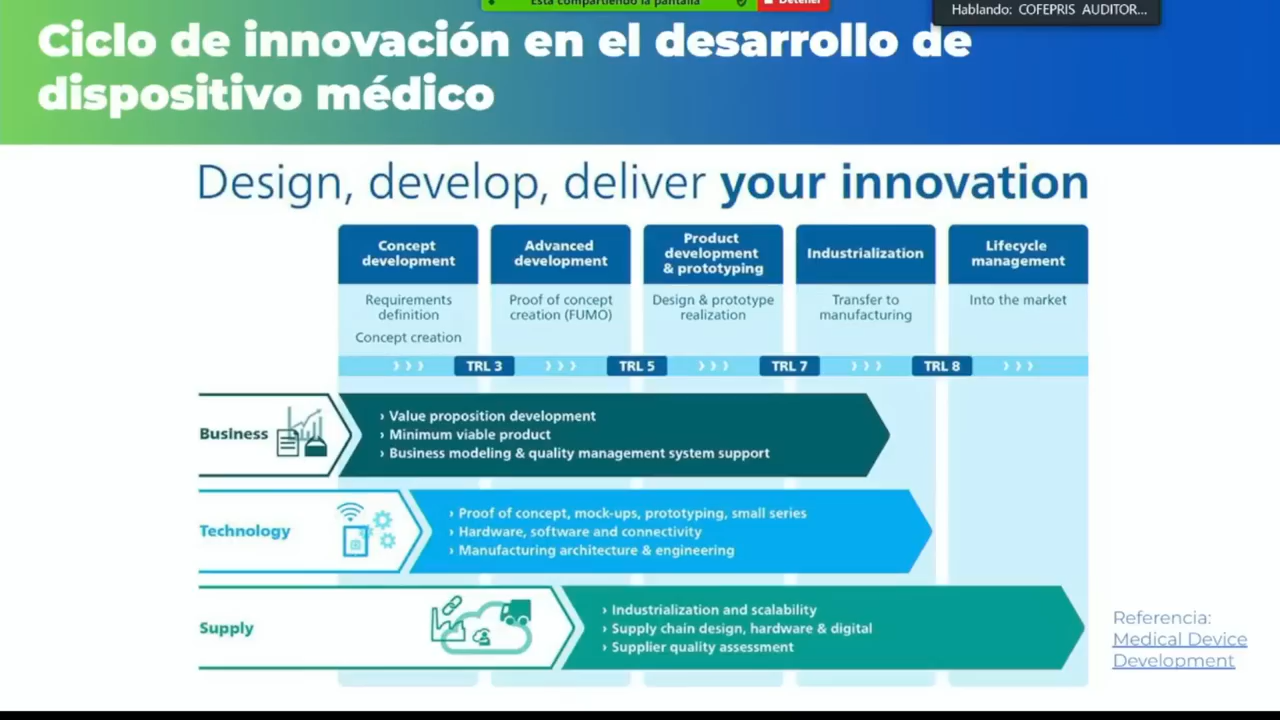 Está compartiendo la pantalla
Detener
Hablando: COFEPRIS AUDITOR...
Ciclo de innovación en el desarrollo de
dispositivo médico
Design, develop, deliver your innovation
Concept
development
Advanced
development
Product
development
& prototyping
Industrialization
Lifecycle
management
Requirements
definition
Concept creation
Proof of concept
creation (FUMO)
Design & prototype
realization
Transfer to
manufacturing
Into the market
TRL 3
TRL 5
TRL 7
TRL 8
Business
› Value proposition development
› Minimum viable product
› Business modeling & quality management system support
Technology
› Proof of concept, mock-ups, prototyping, small series
› Hardware, software and connectivity
› Manufacturing architecture & engineering
Supply
› Industrialization and scalability
› Supply chain design, hardware & digital
› Supplier quality assessment
Referencia:
Medical Device
Development